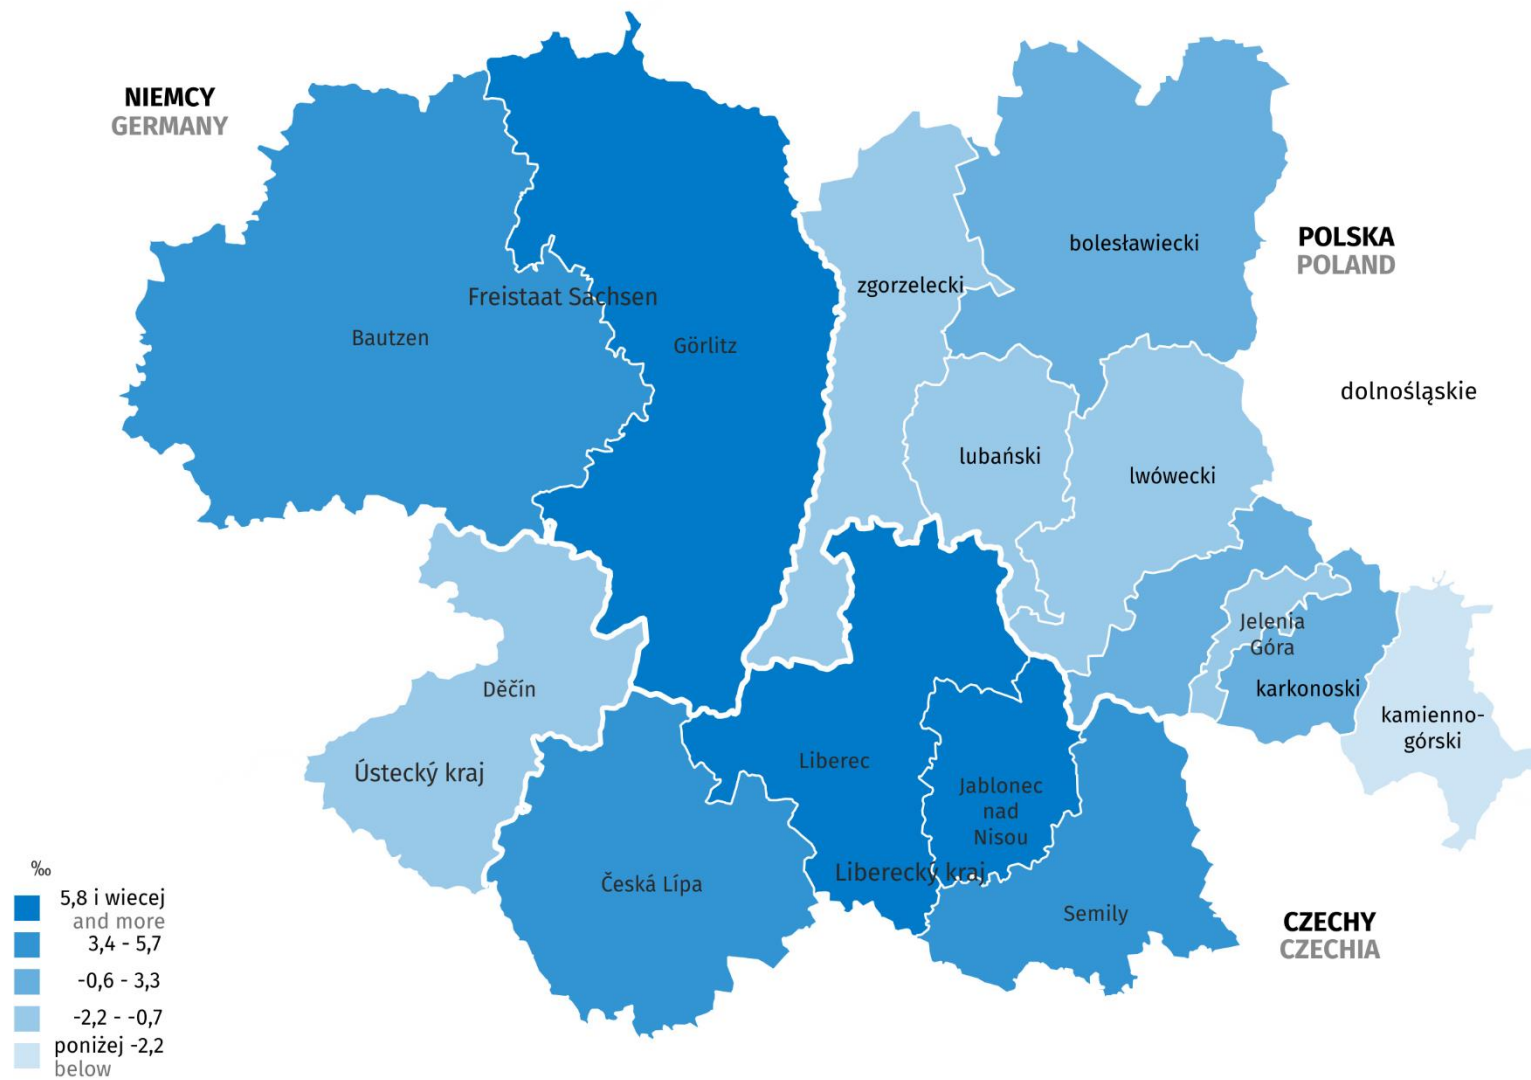 NIEMCY
GERMANY
bolesławiecki
POLSKA
POLAND
zgorzelecki
Freistaat Sachsen
Bautzen
Görlitz
dolnośląskie
lubański
lwówecki
Jelenia
Góra
Děčín
karkonoski
kamienno-
górski
Ústecký kraj
Liberec
Jablonec
nad
Nisou
Liberecký kraj
Česká Lípa
Semily
CZECHY
CZECHIA
‰
5,8 i wiecej
and more
3,4 - 5,7
-0,6 - 3,3
-2,2 - -0,7
poniżej -2,2
below